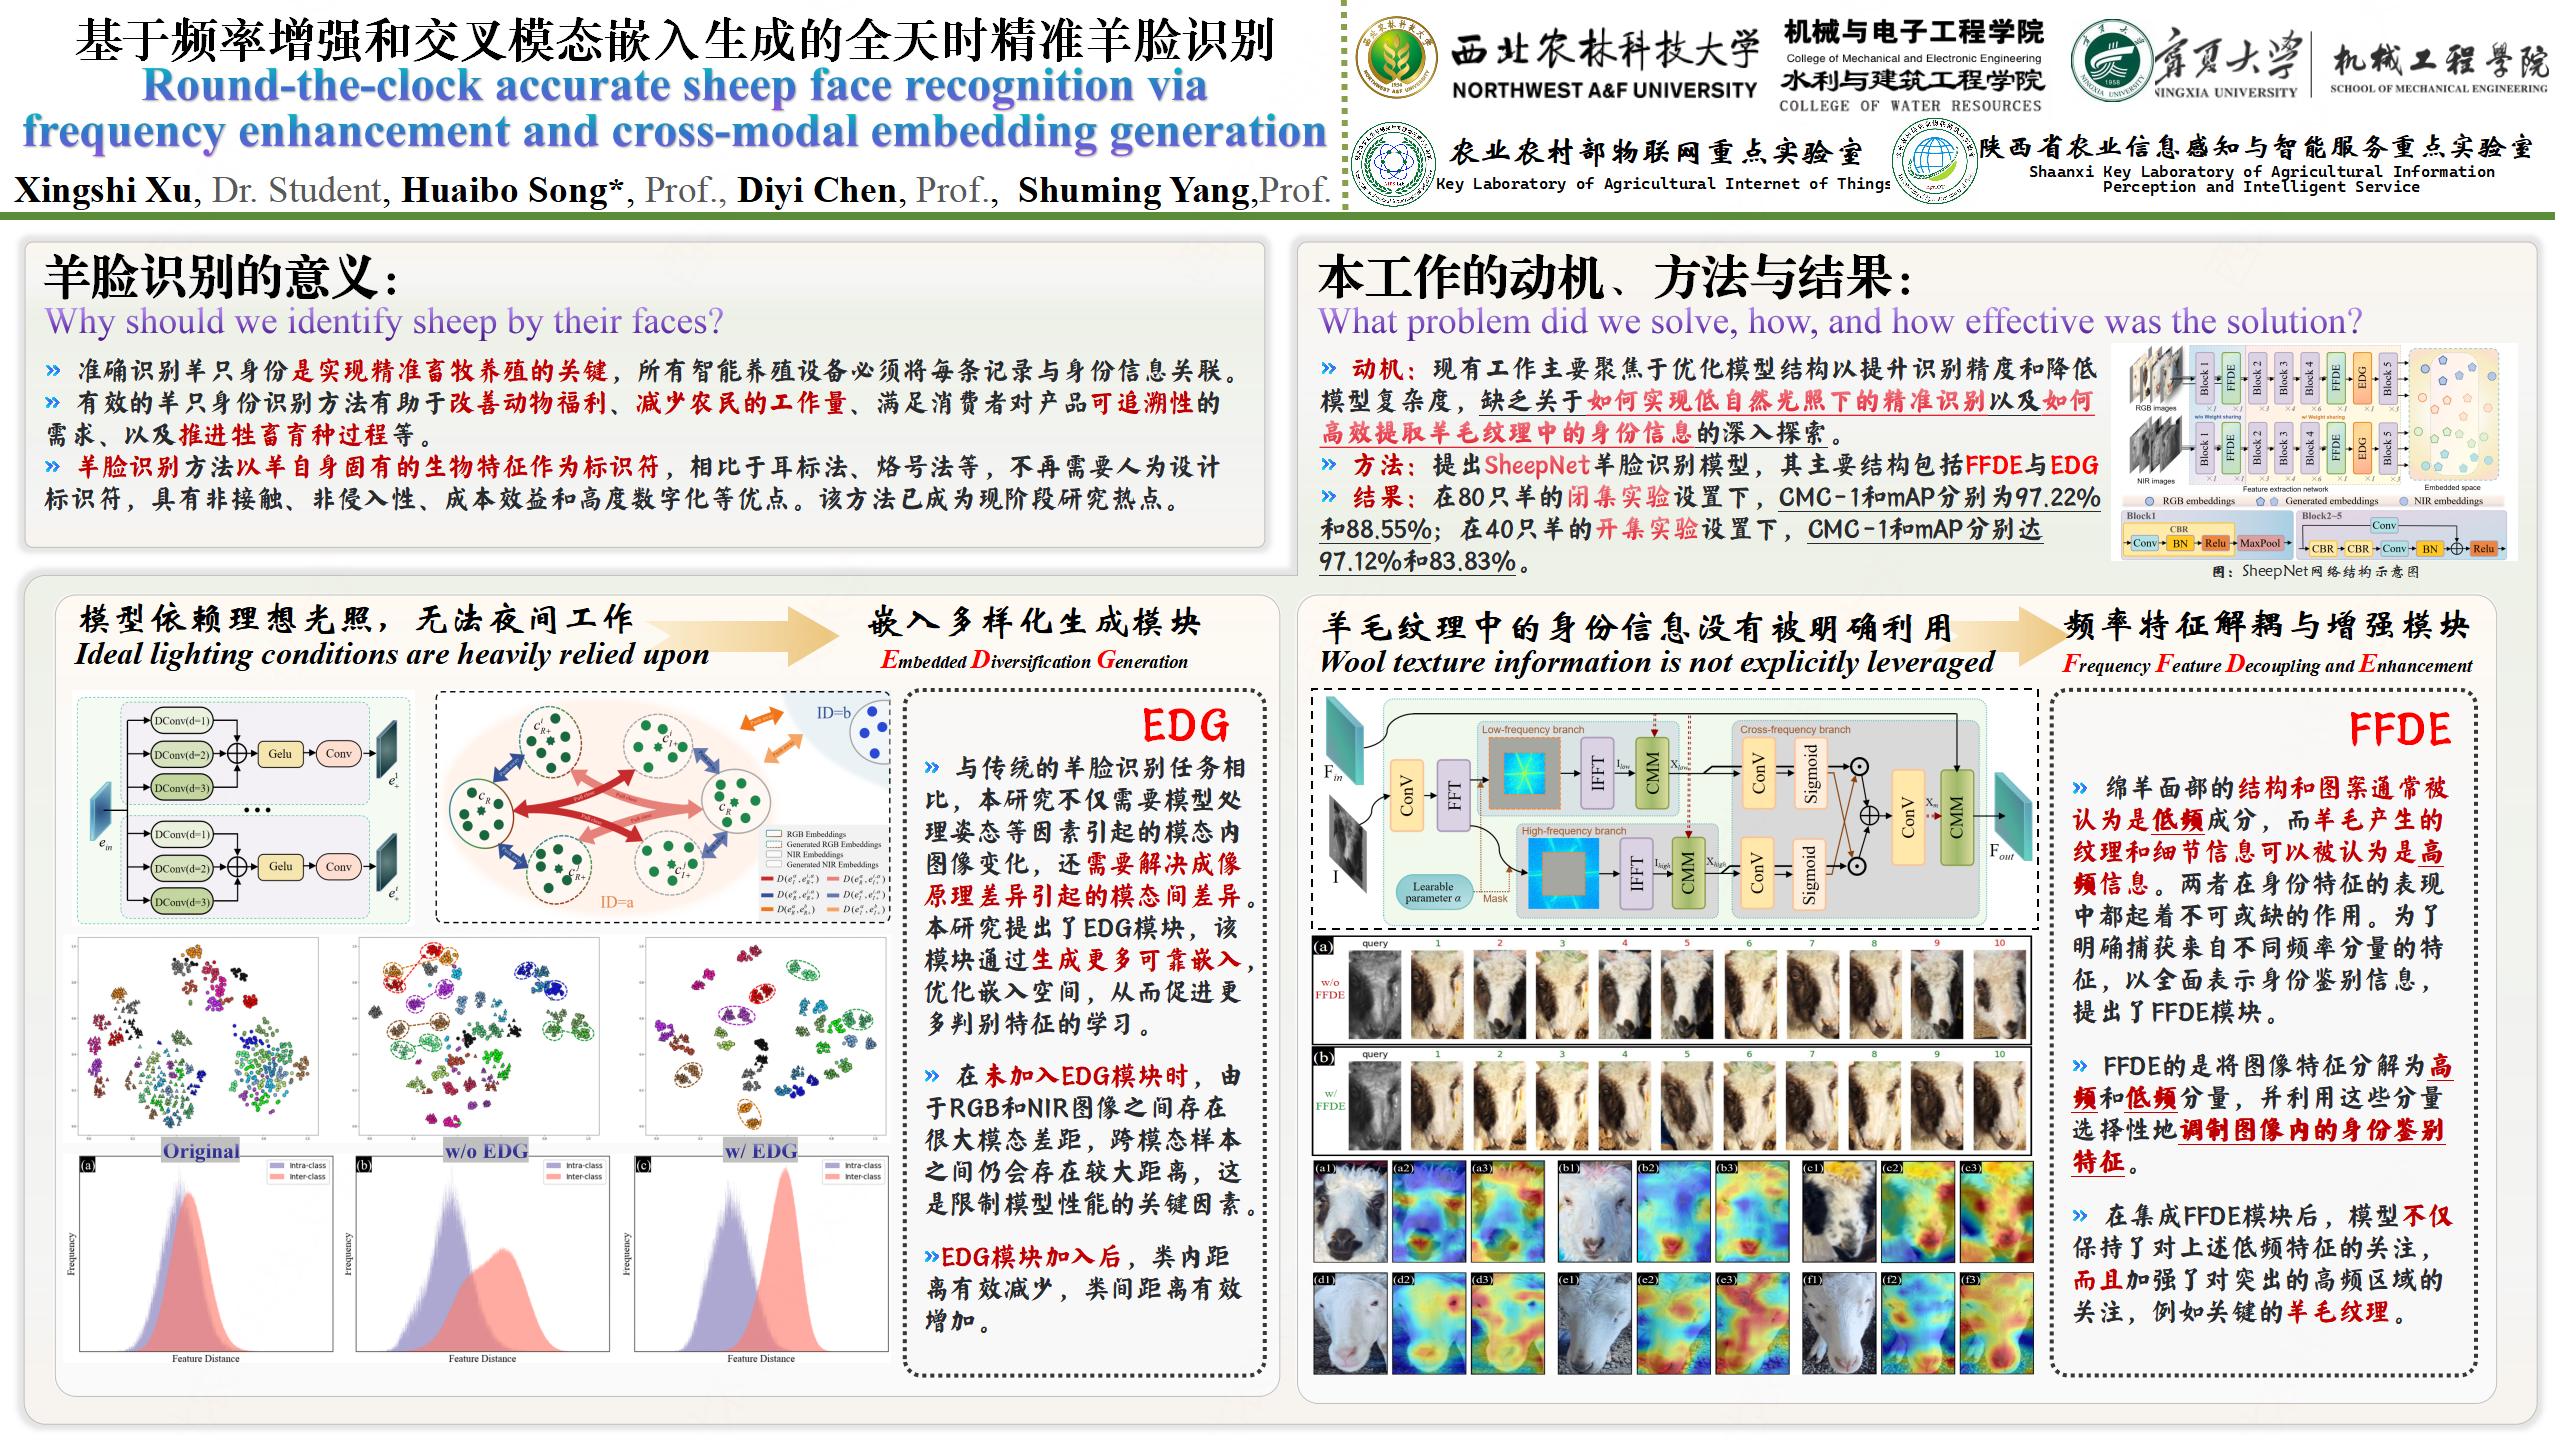 基于频率增强和交叉模态嵌入生成的全天时精准羊脸识别
Round-the-clock accurate sheep face recognition via
frequency enhancement and cross-modal embedding generation
Xingshi Xu, Dr. Student, Huaibo Song*, Prof., Diyi Chen, Prof., Shuming Yang,Prof.
西北农林科技大学
NORTHWEST A&F UNIVERSITY
机械与电子工程学院
College of Mechanical and Electronic Engineering
水利与建筑工程学院
COLLEGE OF WATER RESOURCES
宁夏大学
NINGXIA UNIVERSITY
机械工程學院
SCHOOL OF MECHANICAL ENGINEERING
农业农村部物联网重点实验室
Key Laboratory of Agricultural Internet of Things
陕西省农业信息感知与智能服务重点实验室
Shaanxi Key Laboratory of Agricultural Information
Perception and Intelligent Service
羊脸识别的意义：
Why should we identify sheep by their faces?
» 准确识别羊只身份是实现精准畜牧养殖的关键，所有智能养殖设备必须将每条记录与身份信息关联。
» 有效的羊只身份识别方法有助于改善动物福利、减少农民的工作量、满足消费者对产品可追溯性的
需求、以及推进牲畜育种过程等。
» 羊脸识别方法以羊自身固有的生物特征作为标识符，相比于耳标法、烙号法等，不再需要人为设计
标识符，具有非接触、非侵入性、成本效益和高度数字化等优点。该方法已成为现阶段研究热点。
本工作的动机、方法与结果：
What problem did we solve, how, and how effective was the solution?
» 动机：现有工作主要聚焦于优化模型结构以提升识别精度和降低
模型复杂度，缺乏关于如何实现低自然光照下的精准识别以及如何
高效提取羊毛纹理中的身份信息的深入探索。
» 方法：提出SheepNet羊脸识别模型，其主要结构包括FFDE与EDG
» 结果：在80只羊的闭集实验设置下，CMC-1和mAP分别为97.22%
和88.55%；在40只羊的开集实验设置下，CMC-1和mAP分别达
97.12%和83.83%。
Block 1 FFDE Block 2 Block 3 Block 4 FFDE EDG Block 5
RGB images
w/o Weight sharing w/ Weight sharing
Block 1 FFDE Block 2 Block 3 Block 4 FFDE EDG Block 5
NIR images
Feature extraction network
Embedded space
RGB embeddings Generated embeddings NIR embeddings
Block1
CBR
Conv BN Relu MaxPool
Block2~5
Conv
CBR CBR Conv BN Relu
图：SheepNet网络结构示意图
模型依赖理想光照，无法夜间工作
Ideal lighting conditions are heavily relied upon
嵌入多样化生成模块
Embedded Diversification Generation
DConv(d=1)
DConv(d=2)
DConv(d=3)
Gelu Conv
DConv(d=1)
DConv(d=2)
DConv(d=3)
Gelu Conv
ID=b
ID=a
RGB Embeddings
Generated RGB Embeddings
NIR Embeddings
Generated NIR Embeddings
Original
w/o EDG
w/ EDG
(a) Intra-class
Inter-class
(b) Intra-class
Inter-class
(c) Intra-class
Inter-class
Frequency
Frequency
Frequency
Feature Distance
Feature Distance
Feature Distance
EDG
» 与传统的羊脸识别任务相
比，本研究不仅需要模型处
理姿态等因素引起的模态内
图像变化，还需要解决成像
原理差异引起的模态间差异。
本研究提出了EDG模块，该
模块通过生成更多可靠嵌入，
优化嵌入空间，从而促进更
多判别特征的学习。
» 在未加入EDG模块时，由
于RGB和NIR图像之间存在
很大模态差距，跨模态样本
之间仍会存在较大距离，这
是限制模型性能的关键因素。
»EDG模块加入后，类内距
离有效减少，类间距离有效
增加。
羊毛纹理中的身份信息没有被明确利用
Wool texture information is not explicitly leveraged
频率特征解耦与增强模块
Frequency Feature Decoupling and Enhancement
Low-frequency branch
High-frequency branch
Cross-frequency branch
Fin
I
ConV FFT IFFT CMM
IFFT CMM
ConV Sigmoid
ConV Sigmoid
ConV CMM
Fout
Learable
parameter α
Mask
(a) query 1 2 3 4 5 6 7 8 9 10
w/o
FFDE
(b) query 1 2 3 4 5 6 7 8 9 10
w/
FFDE
(a1) (a2) (a3) (b1) (b2) (b3) (c1) (c2) (c3)
(d1) (d2) (d3) (e1) (e2) (e3) (f1) (f2) (f3)
FFDE
» 绵羊面部的结构和图案通常被
认为是低频成分，而羊毛产生的
纹理和细节信息可以被认为是高
频信息。两者在身份特征的表现
中都起着不可或缺的作用。为了
明确捕获来自不同频率分量的特
征，以全面表示身份鉴别信息，
提出了FFDE模块。
» FFDE的是将图像特征分解为高
频和低频分量，并利用这些分量
选择性地调制图像内的身份鉴别
特征。
» 在集成FFDE模块后，模型不仅
保持了对上述低频特征的关注，
而且加强了对突出的高频区域的
关注，例如关键的羊毛纹理。